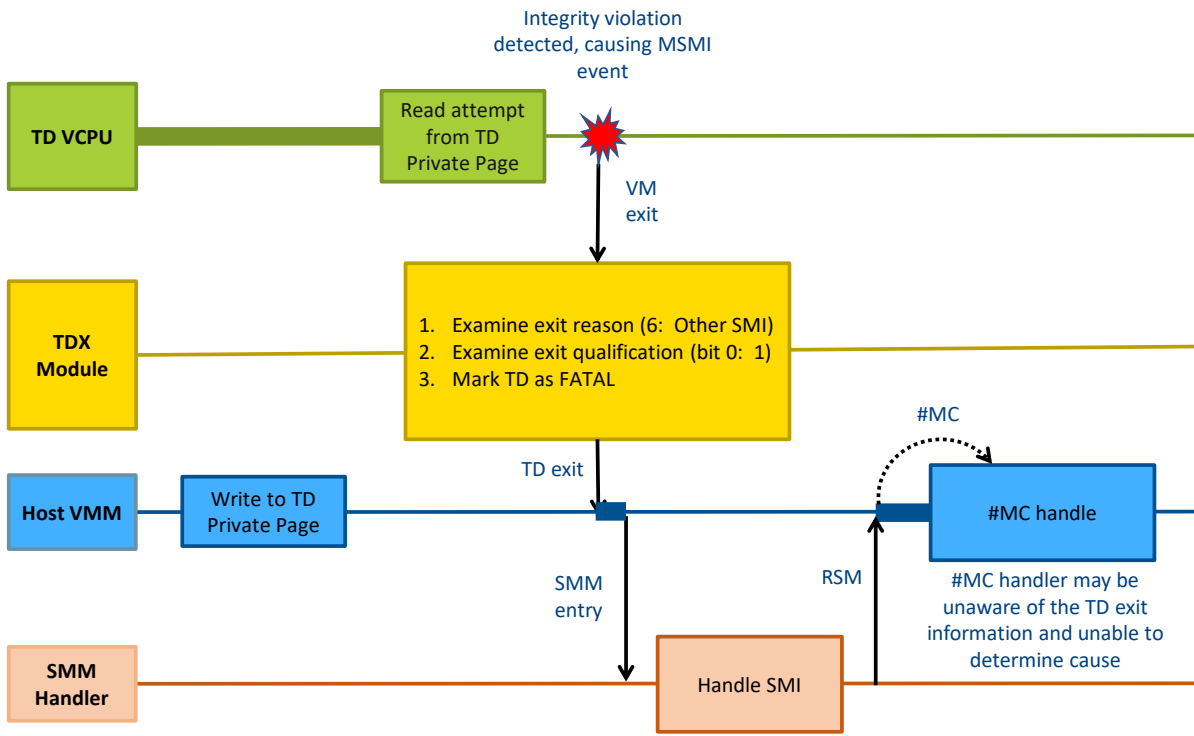 Integrity violation
detected, causing MSMI
event
TD VCPU
Read attempt
from TD
Private Page
VM
exit
TDX
Module
1. Examine exit reason (6: Other SMI)
2. Examine exit qualification (bit 0: 1)
3. Mark TD as FATAL
#MC
TD exit
Host VMM
Write to TD
Private Page
#MC handle
SMM
entry
RSM
#MC handler may be
unaware of the TD exit
information and unable to
determine cause
SMM
Handler
Handle SMI